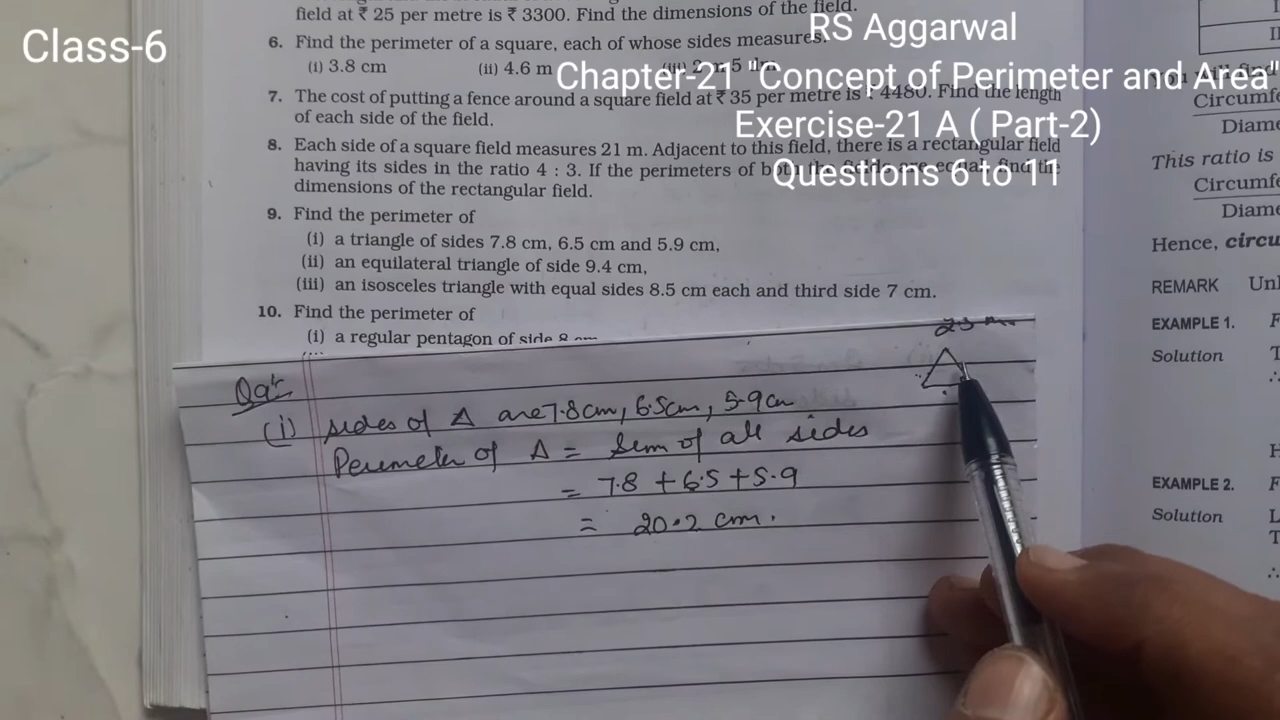 Class-6
RS Aggarwal
Chapter-21 "Concept of Perimeter and Area"
Exercise-21 A ( Part-2)
Questions 6 to 11
field at ₹ 25 per metre is ₹ 3300. Find the dimensions of the field.
6. Find the perimeter of a square, each of whose sides measures:
(i) 3.8 cm (ii) 4.6 m (iii) 2 m 5 dm
7. The cost of putting a fence around a square field at ₹ 35 per metre is ₹ 4480. Find the length
of each side of the field.
8. Each side of a square field measures 21 m. Adjacent to this field, there is a rectangular field
having its sides in the ratio 4 : 3. If the perimeters of both the fields are equal, find the
dimensions of the rectangular field.
9. Find the perimeter of
(i) a triangle of sides 7.8 cm, 6.5 cm and 5.9 cm,
(ii) an equilateral triangle of side 9.4 cm,
(iii) an isosceles triangle with equal sides 8.5 cm each and third side 7 cm.
10. Find the perimeter of
(i) a regular pentagon of side 8 cm
(i) sides of Δ are 7.8cm, 6.5cm, 5.9cm
Perimeter of Δ = Sum of all sides
= 7.8 + 6.5 + 5.9
= 20.2 cm.
Circumfe
Diame
This ratio is
Circumfe
Diame
Hence, circu
REMARK Unl
EXAMPLE 1. F
Solution T
∴
H
EXAMPLE 2. F
Solution L
T
∴